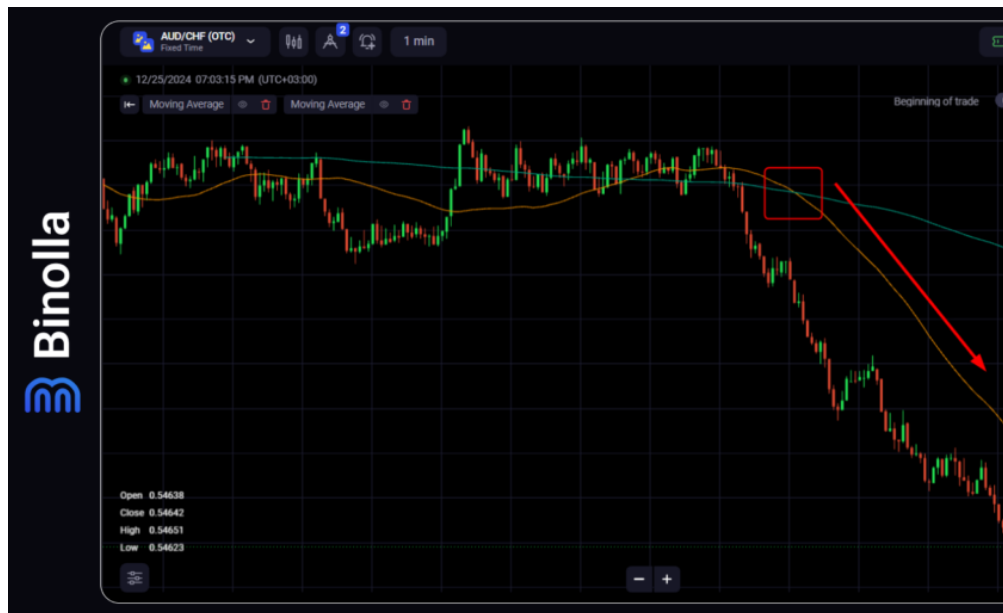 Binolla
AUD/CHF (OTC)
Fixed Time
2
1 min
12/25/2024 07:03:15 PM (UTC+03:00)
Moving Average Moving Average
Beginning of trade
Open 0.54638
Close 0.54642
High 0.54651
Low 0.54623